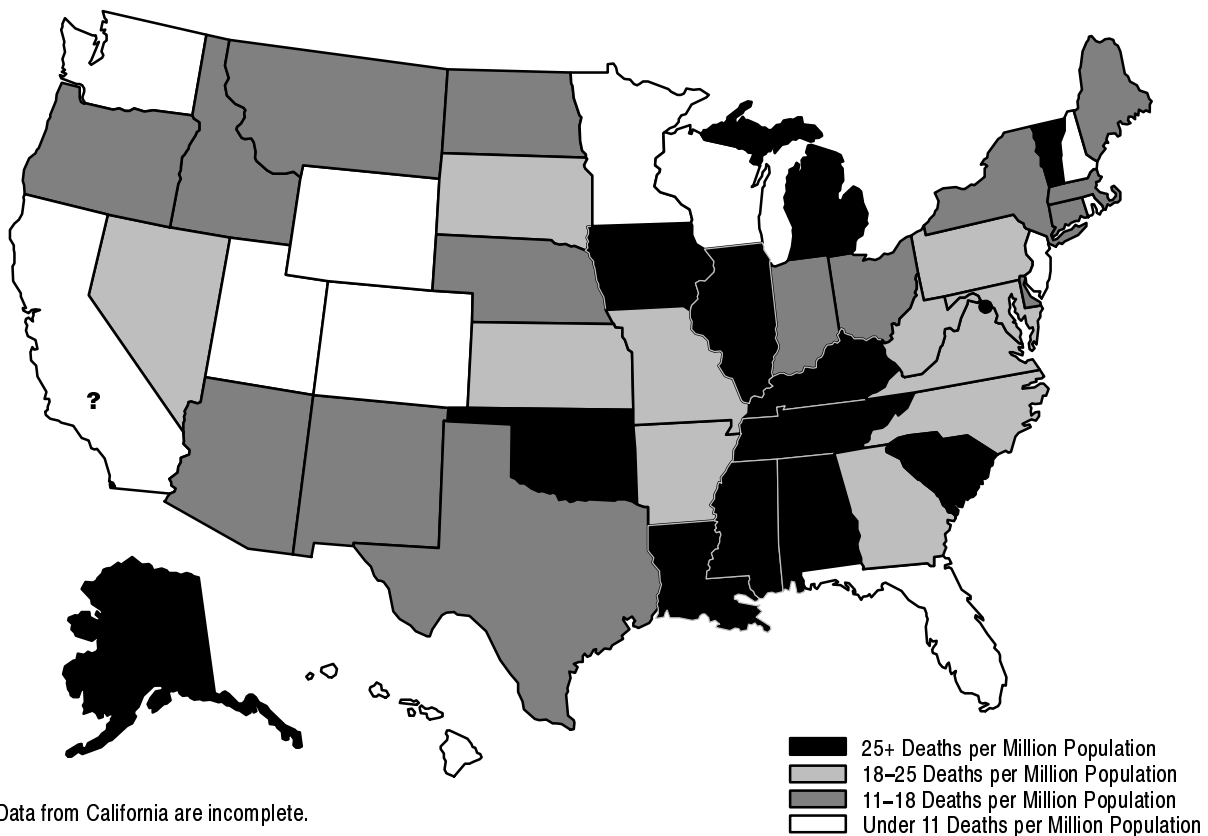 ?
25+ Deaths per Million Population
18–25 Deaths per Million Population
11–18 Deaths per Million Population
Under 11 Deaths per Million Population
Data from California are incomplete.